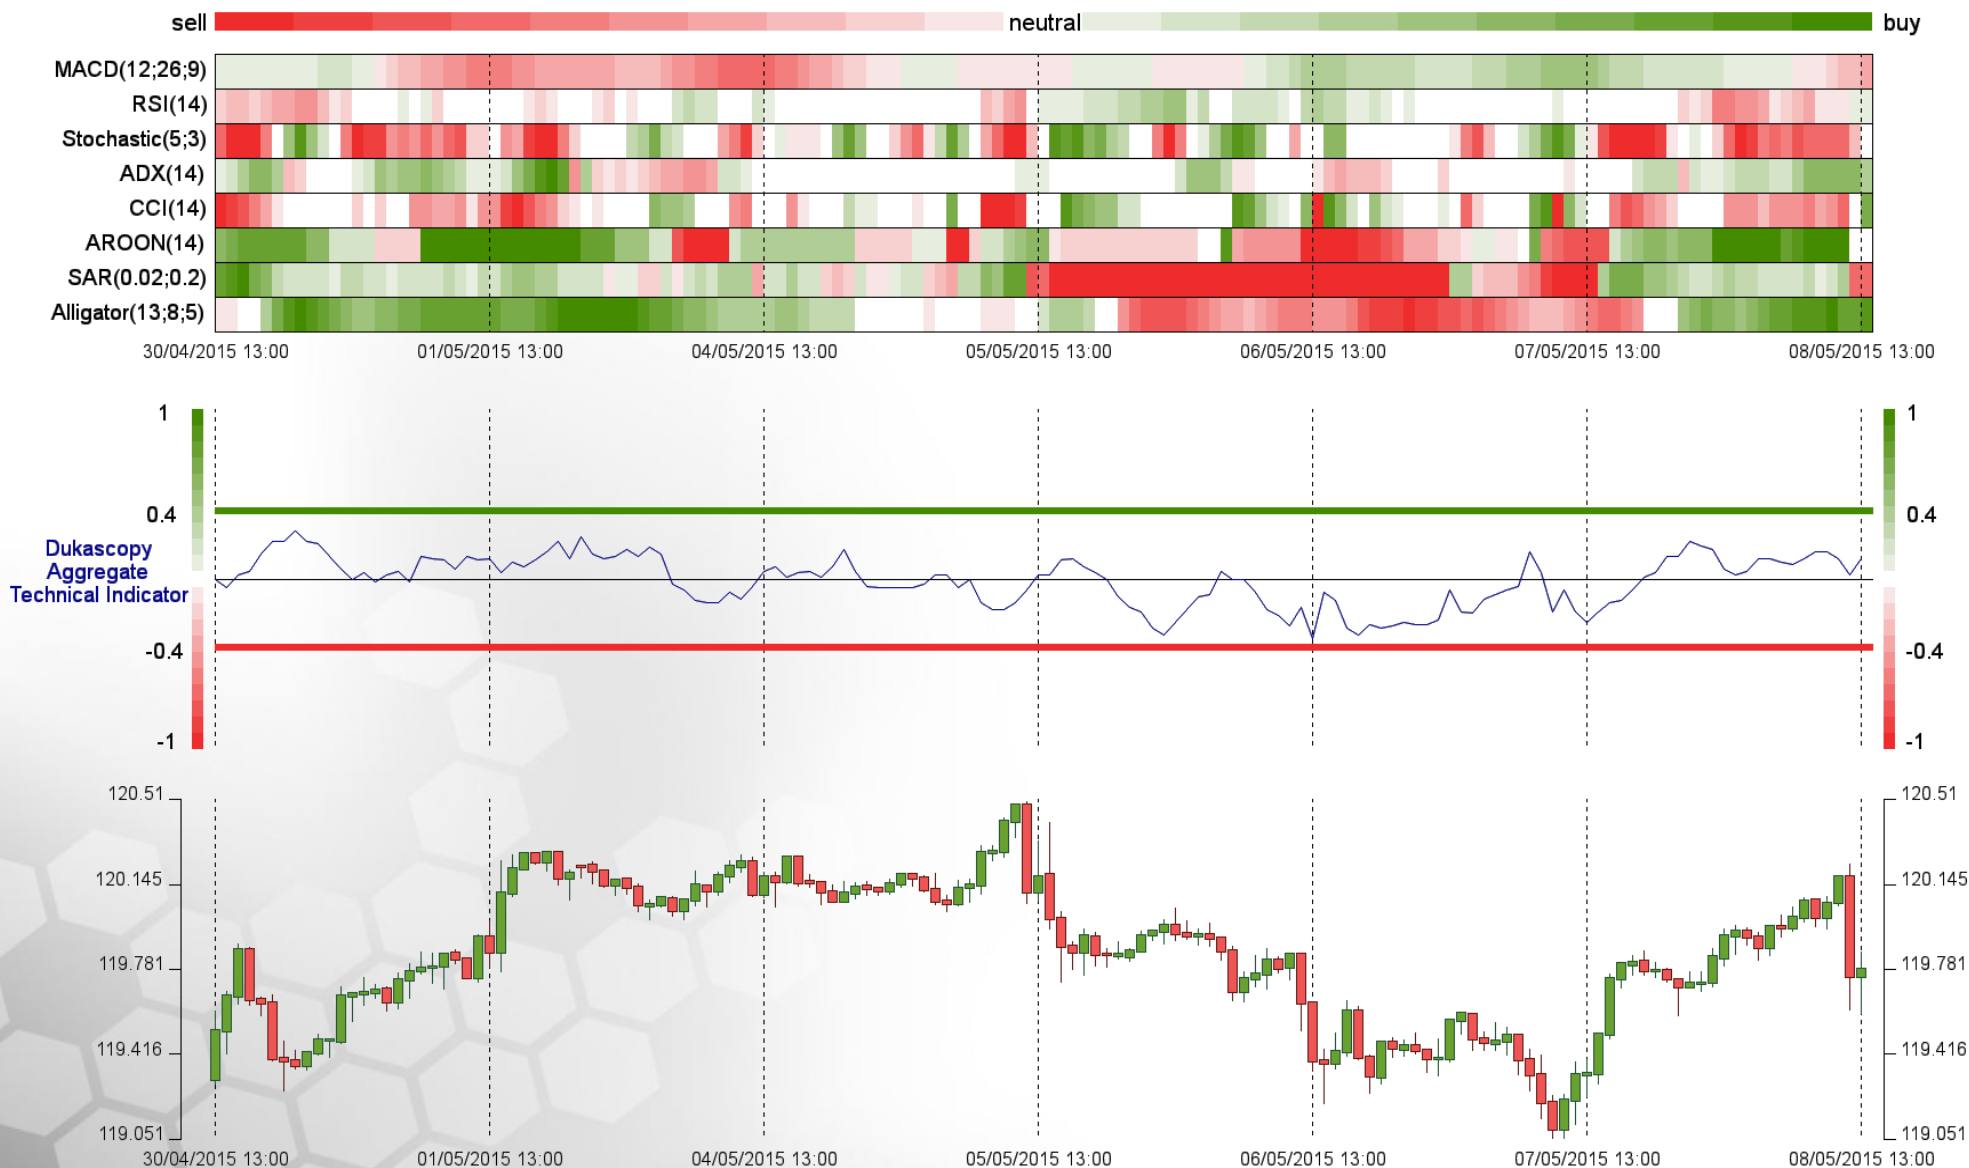 sell neutral buy
MACD(12;26;9)
RSI(14)
Stochastic(5;3)
ADX(14)
CCI(14)
AROON(14)
SAR(0.02;0.2)
Alligator(13;8;5)
30/04/2015 13:00 01/05/2015 13:00 04/05/2015 13:00 05/05/2015 13:00 06/05/2015 13:00 07/05/2015 13:00 08/05/2015 13:00
1 1
0.4 0.4
Dukascopy
Aggregate
Technical Indicator
-0.4 -0.4
-1 -1
120.51 120.51
120.145 120.145
119.781 119.781
119.416 119.416
119.051 119.051
30/04/2015 13:00 01/05/2015 13:00 04/05/2015 13:00 05/05/2015 13:00 06/05/2015 13:00 07/05/2015 13:00 08/05/2015 13:00